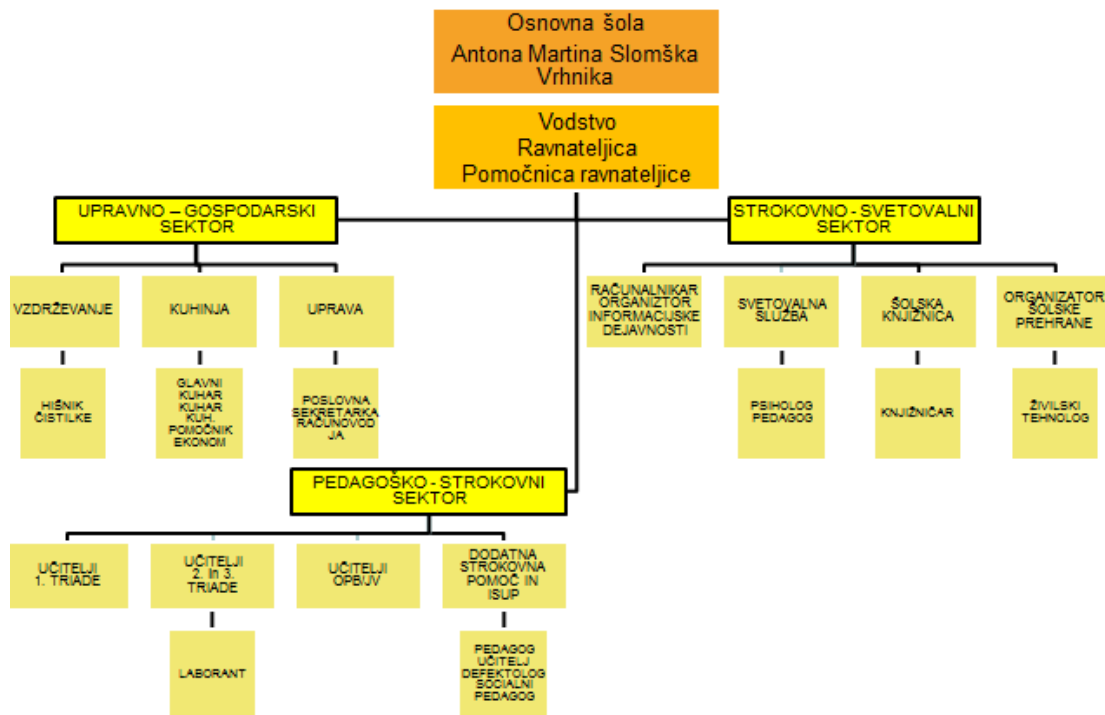 Osnovna šola
Antona Martina Slomška
Vrhnika
Vodstvo
Ravnateljica
Pomočnica ravnateljice
UPRAVNO – GOSPODARSKI
SEKTOR
STROKOVNO - SVETOVALNI
SEKTOR
VZDRŽEVANJE
KUHINJA
UPRAVA
RAČUNALNIKAR
ORGANIZTOR
INFORMACIJSKE
DEJAVNOSTI
SVETOVALNA
SLUŽBA
ŠOLSKA
KNJIŽNICA
ORGANIZATOR
ŠOLSKE
PREHRANE
HIŠNIK
ČISTILKE
GLAVNI
KUHAR
KUHAR
KUH.
POMOČNIK
EKONOM
POSLOVNA
SEKRETARKA
RAČUNOVOD
JA
PSIHOLOG
PEDAGOG
KNJIŽNIČAR
ŽIVILSKI
TEHNOLOG
PEDAGOŠKO - STROKOVNI
SEKTOR
UČITELJI
1. TRIADE
UČITELJI
2. in 3.
TRIADE
UČITELJI
OPB/JV
DODATNA
STROKOVNA
POMOČ IN
ISUP
LABORANT
PEDAGOG
UČITELJ
DEFEKTOLOG
SOCIALNI
PEDAGOG